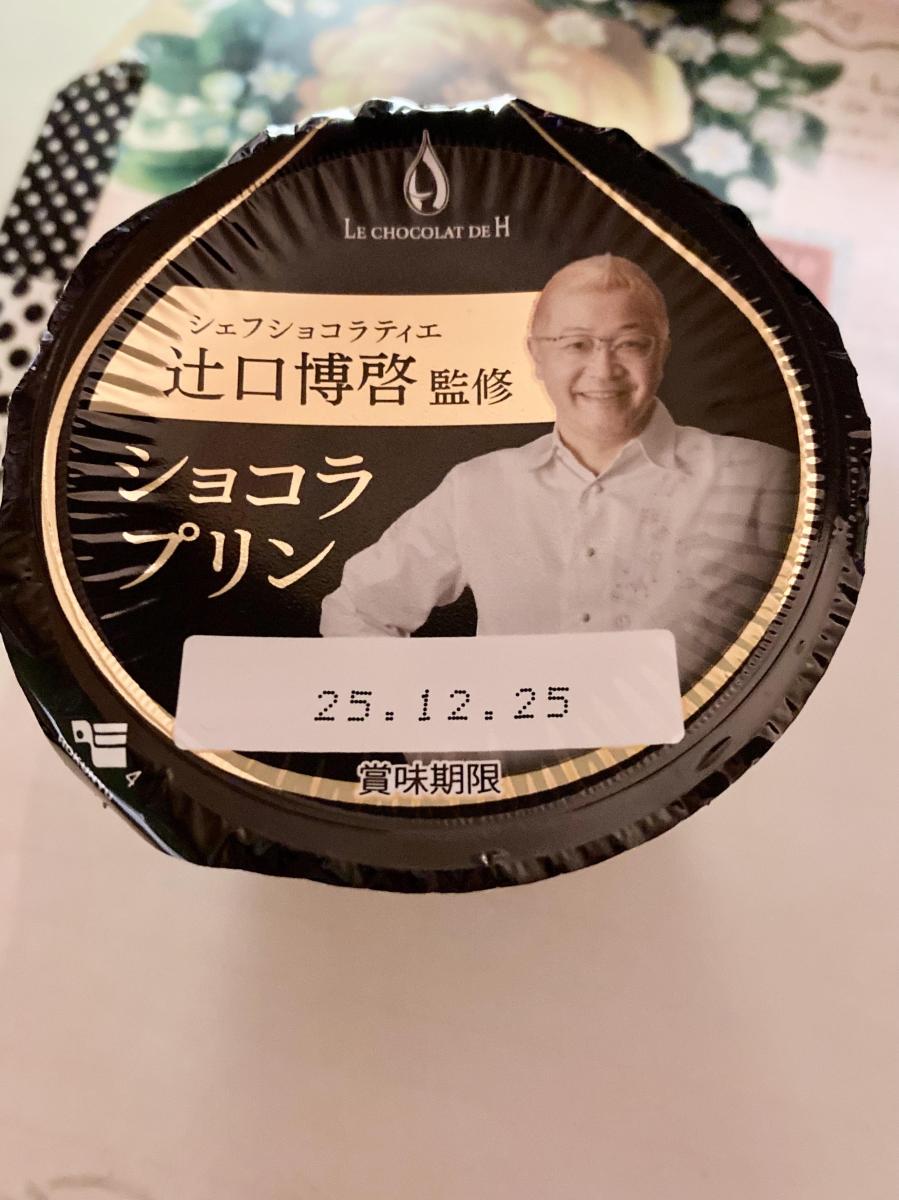 LE CHOCOLAT DE H
シェフショコラティエ
辻口博啓 監修
ショコラ
プリン
25.12.25
賞味期限
4